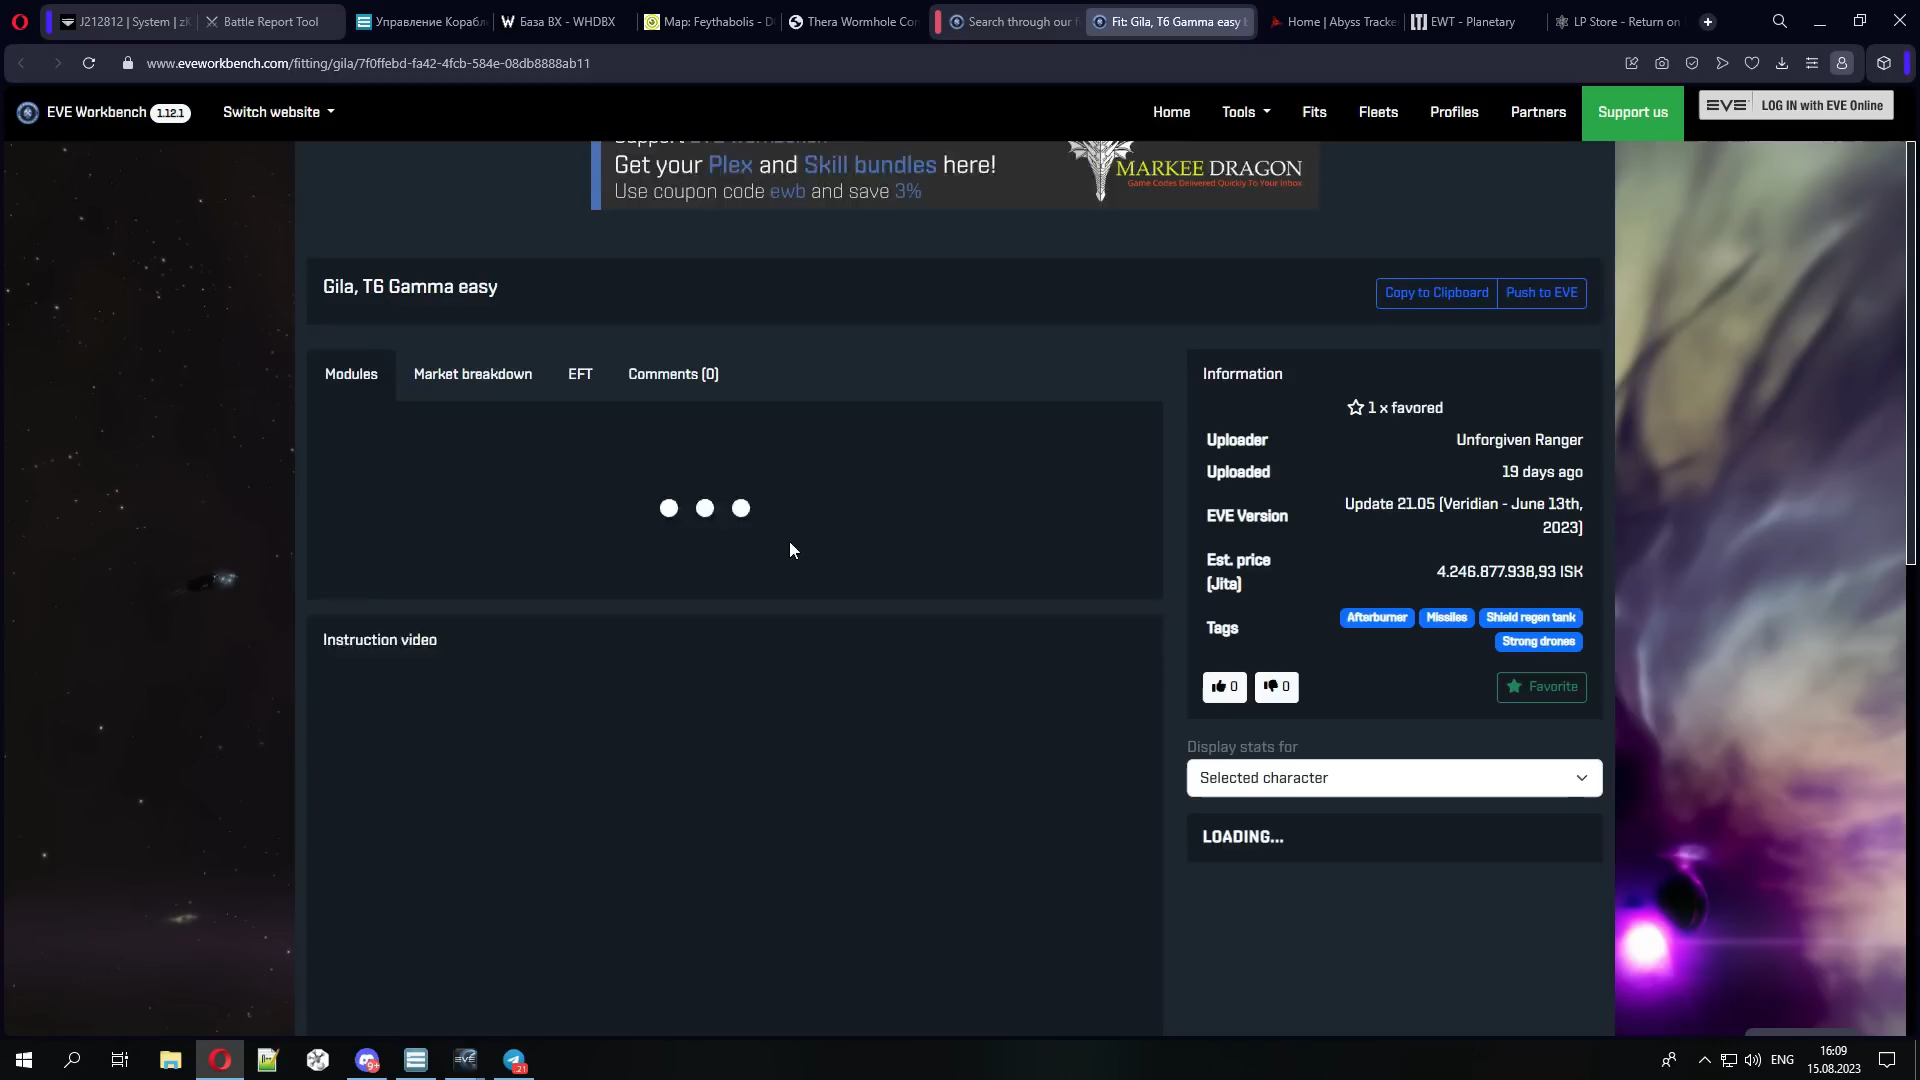 J212812 | System | zK
Battle Report Tool
Управление Корабл
База ВХ - WHDBX
Map: Feythabolis - D
Thera Wormhole Con
Search through our f
Fit: Gila, T6 Gamma easy b
Home | Abyss Tracke
EWT - Planetary
LP Store - Return on
www.eveworkbench.com/fitting/gila/7f0ffebd-fa42-4fcb-584e-08db8888ab11
EVE Workbench 1.12.1
Switch website
Home
Tools
Fits
Fleets
Profiles
Partners
Support us
EVE LOG IN with EVE Online
Get your Plex and Skill bundles here!
Use coupon code ewb and save 3%
MARKEE DRAGON
Game Codes Delivered Quickly To Your Inbox
Gila, T6 Gamma easy
Copy to Clipboard
Push to EVE
Modules
Market breakdown
EFT
Comments (0)
Instruction video
Information
1 x favored
Uploader Unforgiven Ranger
Uploaded 19 days ago
EVE Version Update 21.05 (Veridian - June 13th,
2023)
Est. price
(Jita) 4.246.877.938,93 ISK
Tags Afterburner Missiles Shield regen tank
Strong drones
0
0
Favorite
Display stats for
Selected character
LOADING...
9+
EVE
21
ENG
16:09
15.08.2023